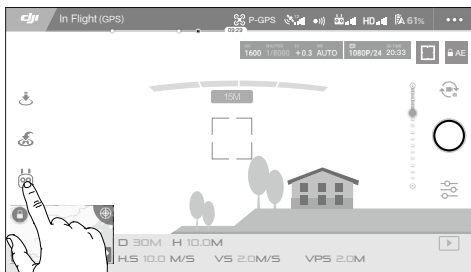 dji In Flight (GPS) P-GPS HD 61%
09:29
ISO SHUTTER EV WB
1600 1/8000 +0.3 AUTO 1080P/24 20:33 AE
15M
D 30M H 10.0M
H.S 10.0 M/S VS 2.0M/S VPS 2.0M